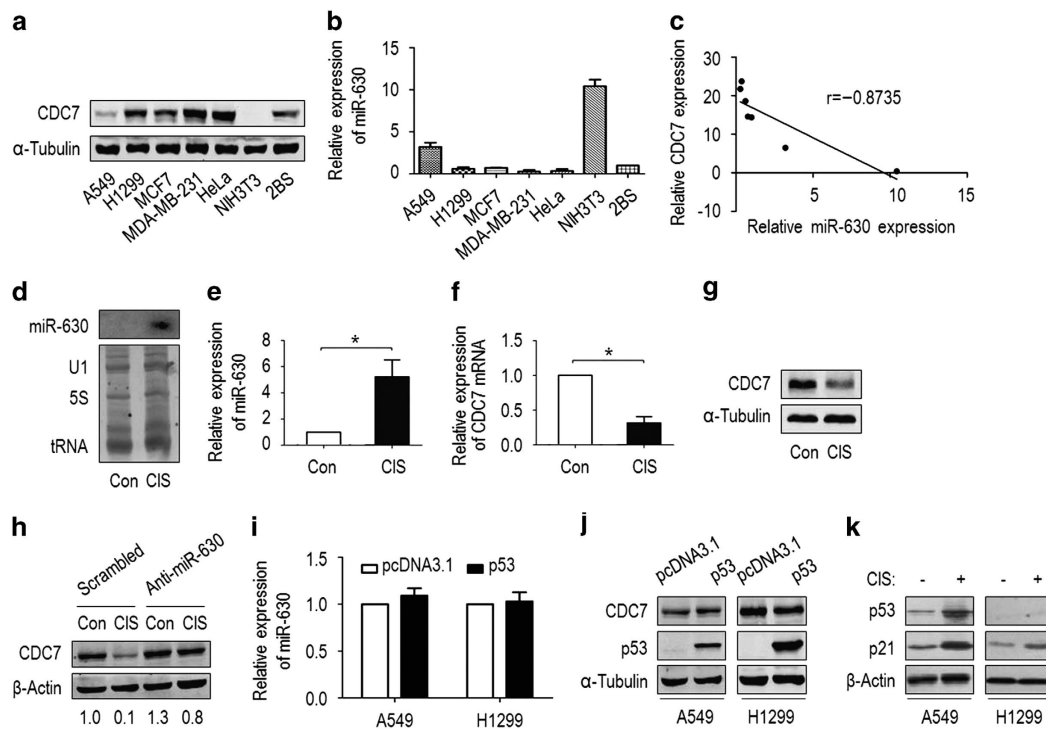 a
CDC7
α-Tubulin
A549
H1299
MCF7
MDA-MB-231
HeLa
NIH3T3
2BS
b
Relative expression
of miR-630
15
10
5
0
A549
H1299
MCF7
MDA-MB-231
HeLa
NIH3T3
2BS
c
Relative CDC7 expression
30
20
10
0
-10
r=−0.8735
5
10
15
Relative miR-630 expression
d
miR-630
U1
5S
tRNA
Con CIS
e
Relative expression
of miR-630
8
6
4
2
0
*
Con
CIS
f
Relative expression
of CDC7 mRNA
1.5
1.0
0.5
0.0
*
Con
CIS
g
CDC7
α-Tubulin
Con CIS
h
Scrambled
Anti-miR-630
Con CIS Con CIS
CDC7
β-Actin
1.0 0.1 1.3 0.8
i
pcDNA3.1 p53
Relative expression
of miR-630
1.5
1.0
0.5
0.0
A549
H1299
j
pcDNA3.1
p53
pcDNA3.1
p53
CDC7
p53
α-Tubulin
A549 H1299
k
CIS: - + - +
p53
p21
β-Actin
A549 H1299